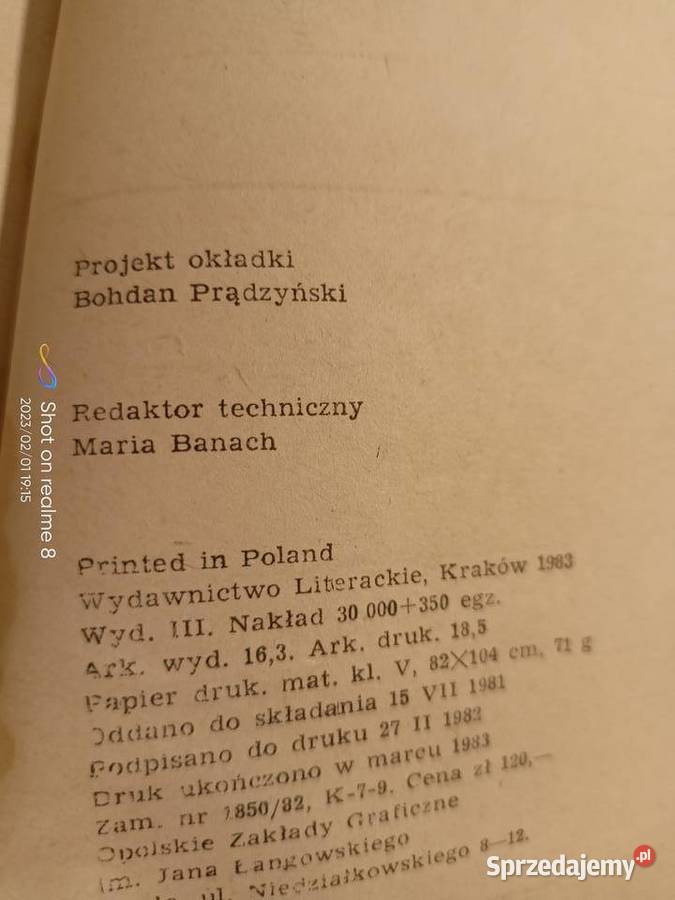 Projekt okładki
Bohdan Prądzyński
Redaktor techniczny
Maria Banach
Printed in Poland
Wydawnictwo Literackie, Kraków 1983
Wyd. III. Nakład 30 000+350 egz.
Ark. wyd. 16,3. Ark. druk. 18,5
Papier druk. mat. kl. V, 82×104 cm, 71 g
Oddano do składania 15 VII 1981
Podpisano do druku 27 II 1982
Druk ukończono w marcu 1983
Zam. nr 1850/82, K-7-9. Cena zł 120,—
Opolskie Zakłady Graficzne
im. Jana Łangowskiego
ul. Niedziałkowskiego 8—12.
Shot on realme 8
2023/02/01 19:15
Sprzedajemy.pl